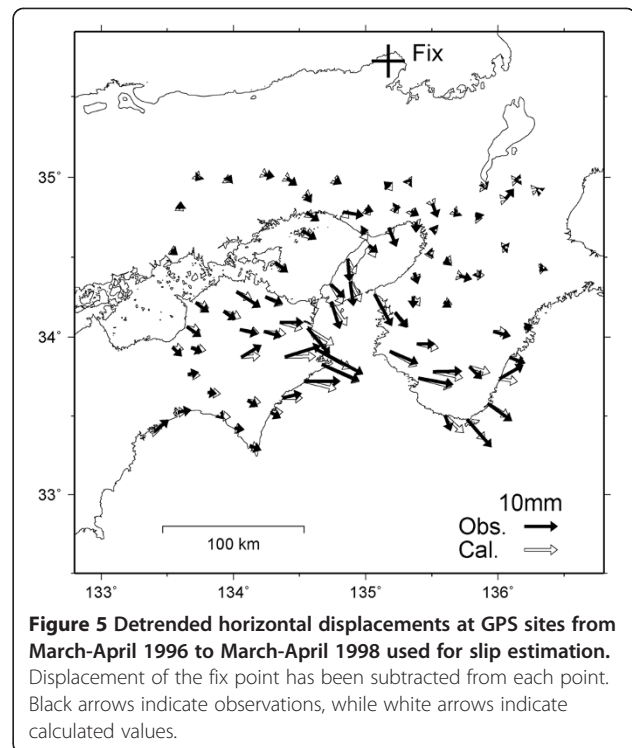 Fix
35°
34°
33°
10mm
Obs.
Cal.
100 km
133°
134°
135°
136°
Figure 5 Detrended horizontal displacements at GPS sites from
March-April 1996 to March-April 1998 used for slip estimation.
Displacement of the fix point has been subtracted from each point.
Black arrows indicate observations, while white arrows indicate
calculated values.